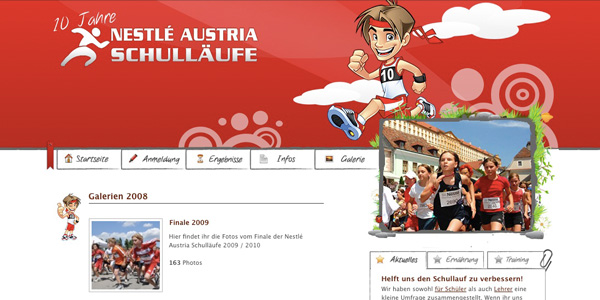 10 Jahre
NESTLÉ AUSTRIA
SCHULLÄUFE
10
Startseite
Anmeldung
Ergebnisse
Infos
Galerie
Galerien 2008
Finale 2009
Hier findet ihr die Fotos vom Finale der Nestlé
Austria Schulläufe 2009 / 2010
163 Photos
Aktuelles
Ernährung
Training
Helft uns den Schullauf zu verbessern!
Wir haben sowohl für Schüler als auch Lehrer eine
kleine Umfrage zusammengestellt. Wenn ihr uns